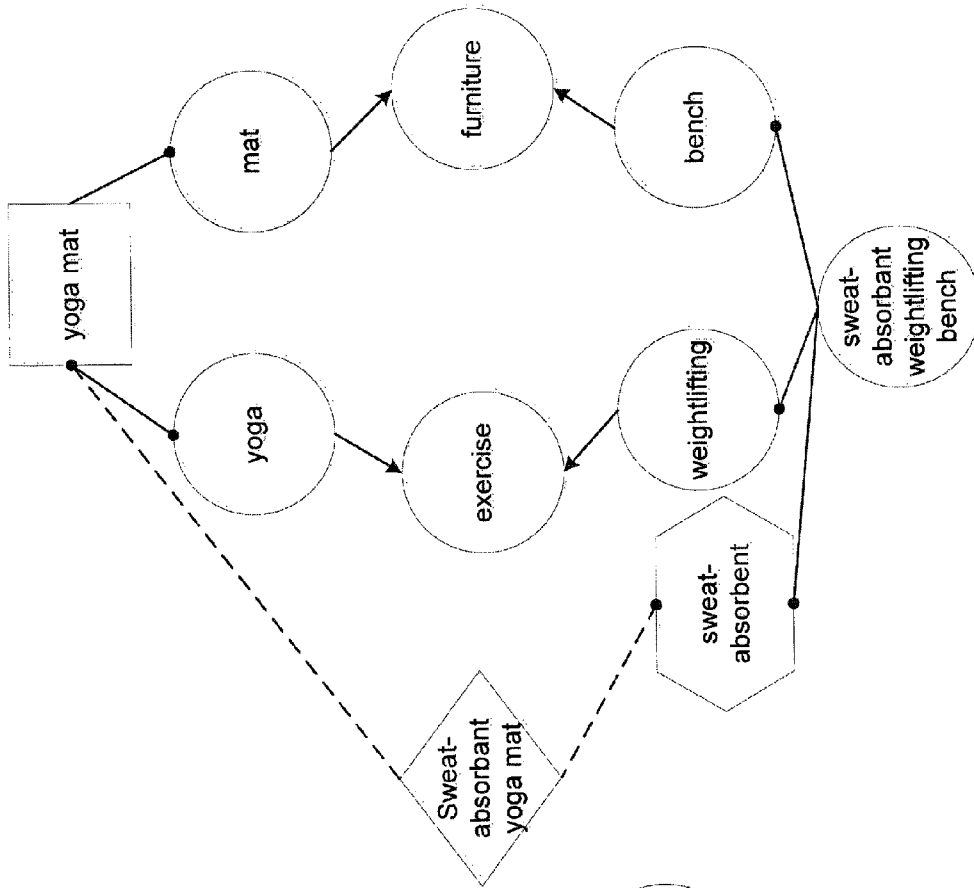 yoga mat
mat
furniture
yoga
exercise
bench
weightlifting
sweat-
absorbent
Sweat-
absorbant
yoga mat
sweat-
absorbant
weightlifting
bench